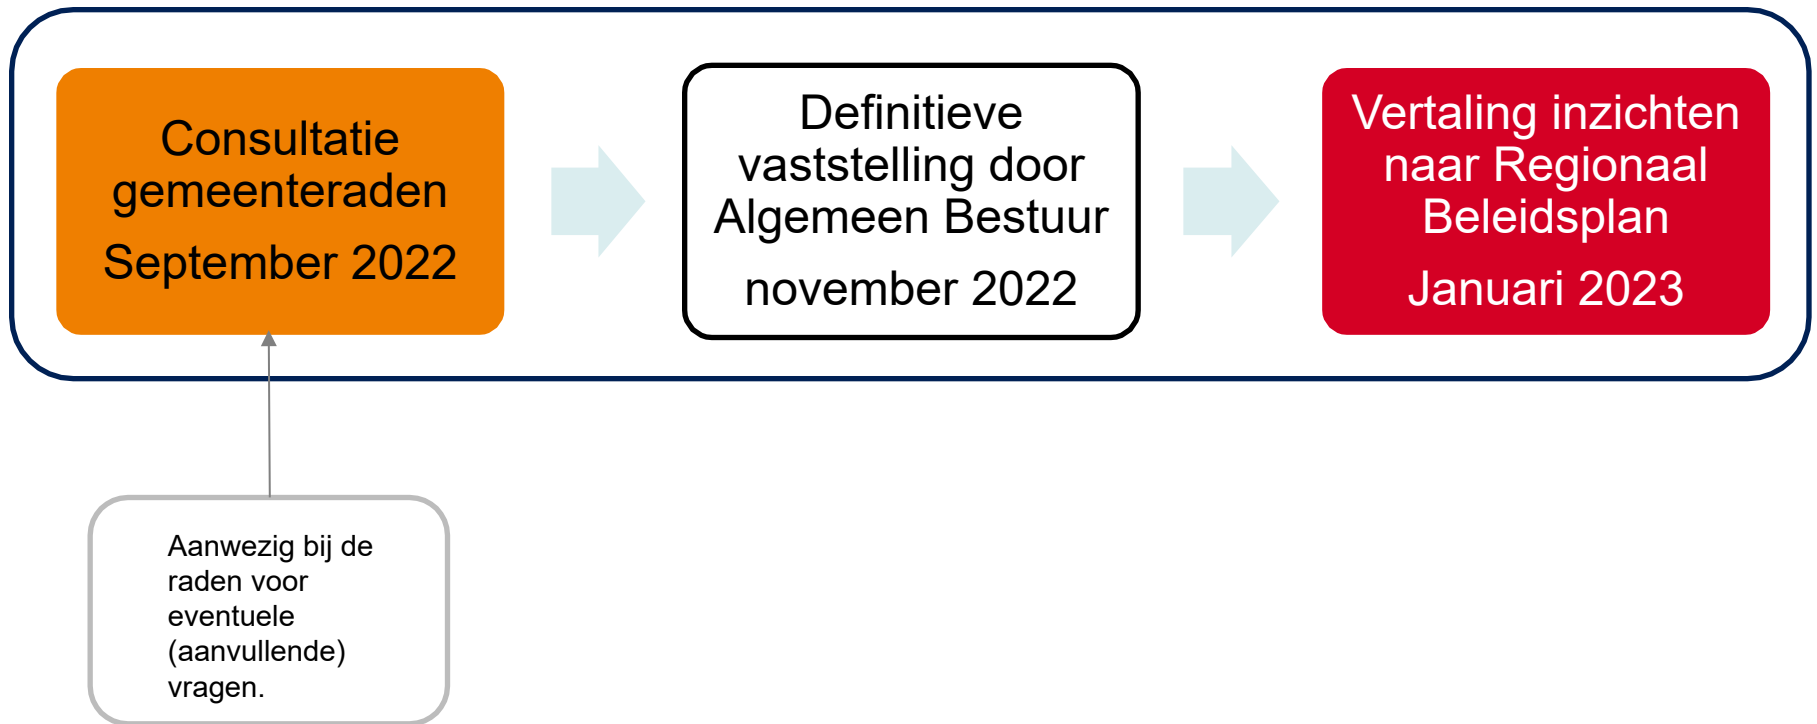 Consultatie
gemeenteraden
September 2022
Definitieve
vaststelling door
Algemeen Bestuur
november 2022
Vertaling inzichten
naar Regionaal
Beleidsplan
Januari 2023
Aanwezig bij de
raden voor
eventuele
(aanvullende)
vragen.